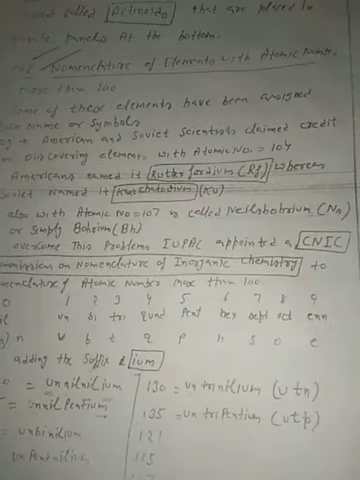 called Actinoids that are placed in
panels At the bottom.
Nomenclature of Elements with Atomic Number
more than 100
of these elements have been assigned
Name or Symbols
American and Soviet Scientists claimed credit
Discovering element with Atomic No. = 104
Americans named it Rutherfordium (Rf) whereas
Soviet Named it Kurchatovium (Ku)
also with Atomic No = 107 is called Neilsbohrium (Ns)
or simply Bohrium (Bh)
overcome This Problems IUPAC appointed a CNIC
Commission on Nomenclature of Inorganic Chemistry to
nomenclature of Atomic Number more than 100.
0 1 2 3 4 5 6 7 8 9
nil un bi tri quad Pent hex sept oct enn
n u b t q p h s o e
adding the Suffix ium
= unnilnilium 130 = untrinilium (utn)
= unnilPentium 135 = untriPentium (utp)
= unbinilium 121
115